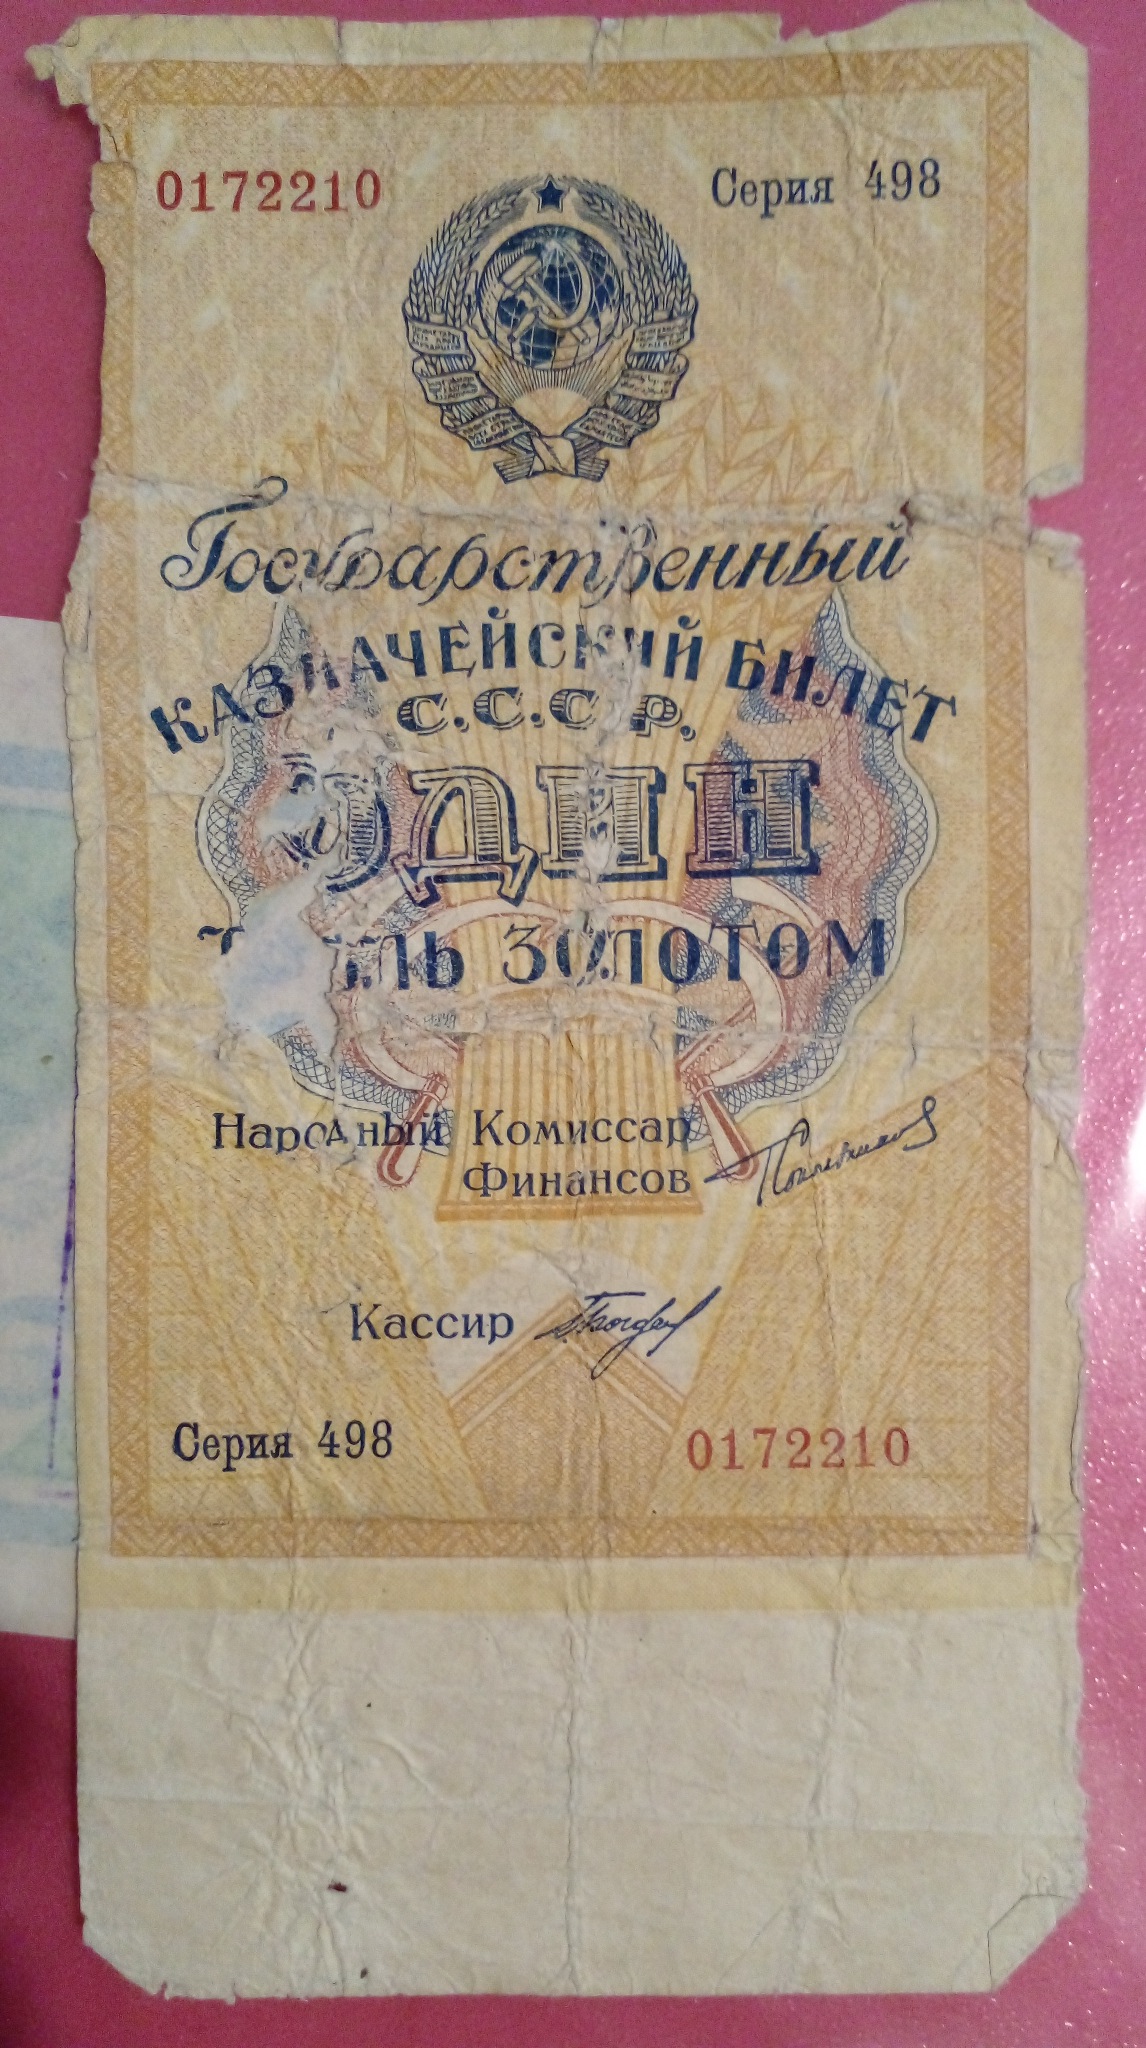 0172210 Серия 498
Государственный
КАЗНАЧЕЙСКИЙ БИЛЕТ
С.С.С.Р.
ОДИН
ЗОЛОТОМ
Народный Комиссар
Финансов
Кассир
Серия 498 0172210